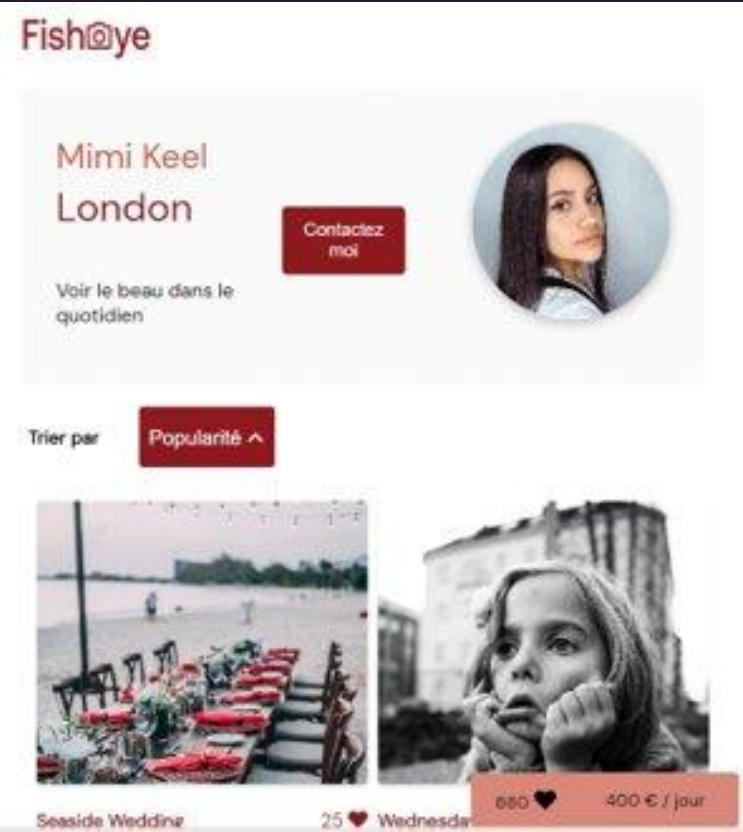 Fisheye
Mimi Keel
London
Contactez
moi
Voir le beau dans le
quotidien
Trier par
Popularité
Seaside Wedding
25
Wednesda
400 € / jour